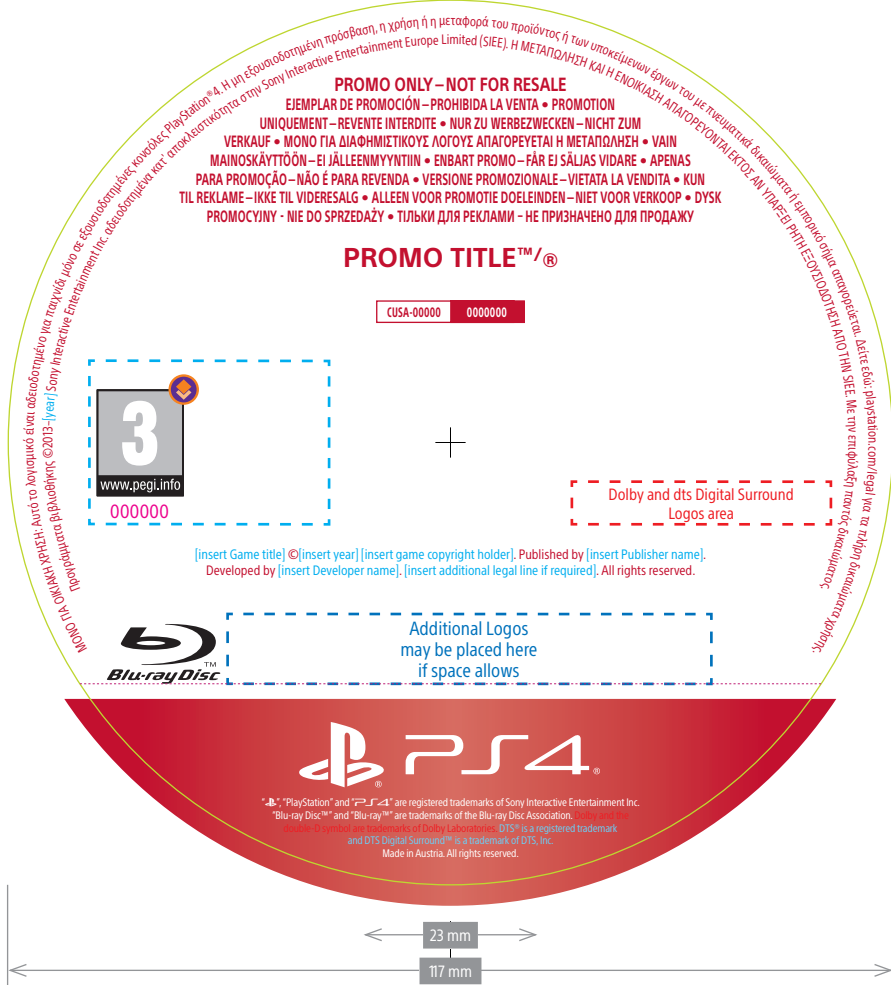 ΜΟΝΟ ΓΙΑ ΟΙΚΙΑΚΗ ΧΡΗΣΗ: Αυτό το λογισμικό είναι αδειοδοτημένο για παιχνίδι μόνο σε εξουσιοδοτημένες κονσόλες PlayStation®4. Η μη εξουσιοδοτημένη πρόσβαση, η χρήση ή η μεταφορά του προϊόντος ή των υποκείμενων έργων του με πνευματικά δικαιώματα ή εμπορικό σήμα απαγορεύεται. Δείτε εδώ: playstation.com/legal για τα πλήρη δικαιώματα χρήσης.
Προγράμματα βιβλιοθήκης ©2013-[year] Sony Interactive Entertainment Inc. αδειοδοτημένα κατ' αποκλειστικότητα στην Sony Interactive Entertainment Europe Limited (SIEE). Η ΜΕΤΑΠΩΛΗΣΗ ΚΑΙ Η ΕΝΟΙΚΙΑΣΗ ΑΠΑΓΟΡΕΥΟΝΤΑΙ ΕΚΤΟΣ ΑΝ ΥΠΑΡΞΕΙ ΡΗΤΗ ΕΞΟΥΣΙΟΔΟΤΗΣΗ ΑΠΟ ΤΗΝ SIEE. Με την επιφύλαξη παντός δικαιώματος.
PROMO ONLY – NOT FOR RESALE
EJEMPLAR DE PROMOCIÓN – PROHIBIDA LA VENTA • PROMOTION
UNIQUEMENT – REVENTE INTERDITE • NUR ZU WERBEZWECKEN – NICHT ZUM
VERKAUF • ΜΟΝΟ ΓΙΑ ΔΙΑΦΗΜΙΣΤΙΚΟΥΣ ΛΟΓΟΥΣ ΑΠΑΓΟΡΕΥΕΤΑΙ Η ΜΕΤΑΠΩΛΗΣΗ • VAIN
MAINOSKÄYTTÖÖN – EI JÄLLEENMYYNTIIN • ENBART PROMO – FÅR EJ SÄLJAS VIDARE • APENAS
PARA PROMOÇÃO – NÃO É PARA REVENDA • VERSIONE PROMOZIONALE – VIETATA LA VENDITA • KUN
TIL REKLAME – IKKE TIL VIDERESALG • ALLEEN VOOR PROMOTIE DOELEINDEN – NIET VOOR VERKOOP • DYSK
PROMOCYJNY - NIE DO SPRZEDAŻY • ТІЛЬКИ ДЛЯ РЕКЛАМИ – НЕ ПРИЗНАЧЕНО ДЛЯ ПРОДАЖУ
PROMO TITLE™/®
CUSA-00000 0000000
3
www.pegi.info
000000
Dolby and dts Digital Surround
Logos area
[insert Game title] ©[insert year] [insert game copyright holder]. Published by [insert Publisher name].
Developed by [insert Developer name]. [insert additional legal line if required]. All rights reserved.
Blu-ray Disc™
Additional Logos
may be placed here
if space allows
PS4®
"PS", "PlayStation" and "PS4" are registered trademarks of Sony Interactive Entertainment Inc.
"Blu-ray Disc™" and "Blu-ray™" are trademarks of the Blu-ray Disc Association. Dolby and the
double-D symbol are trademarks of Dolby Laboratories. DTS® is a registered trademark
and DTS Digital Surround™ is a trademark of DTS, Inc.
Made in Austria. All rights reserved.
23 mm
117 mm